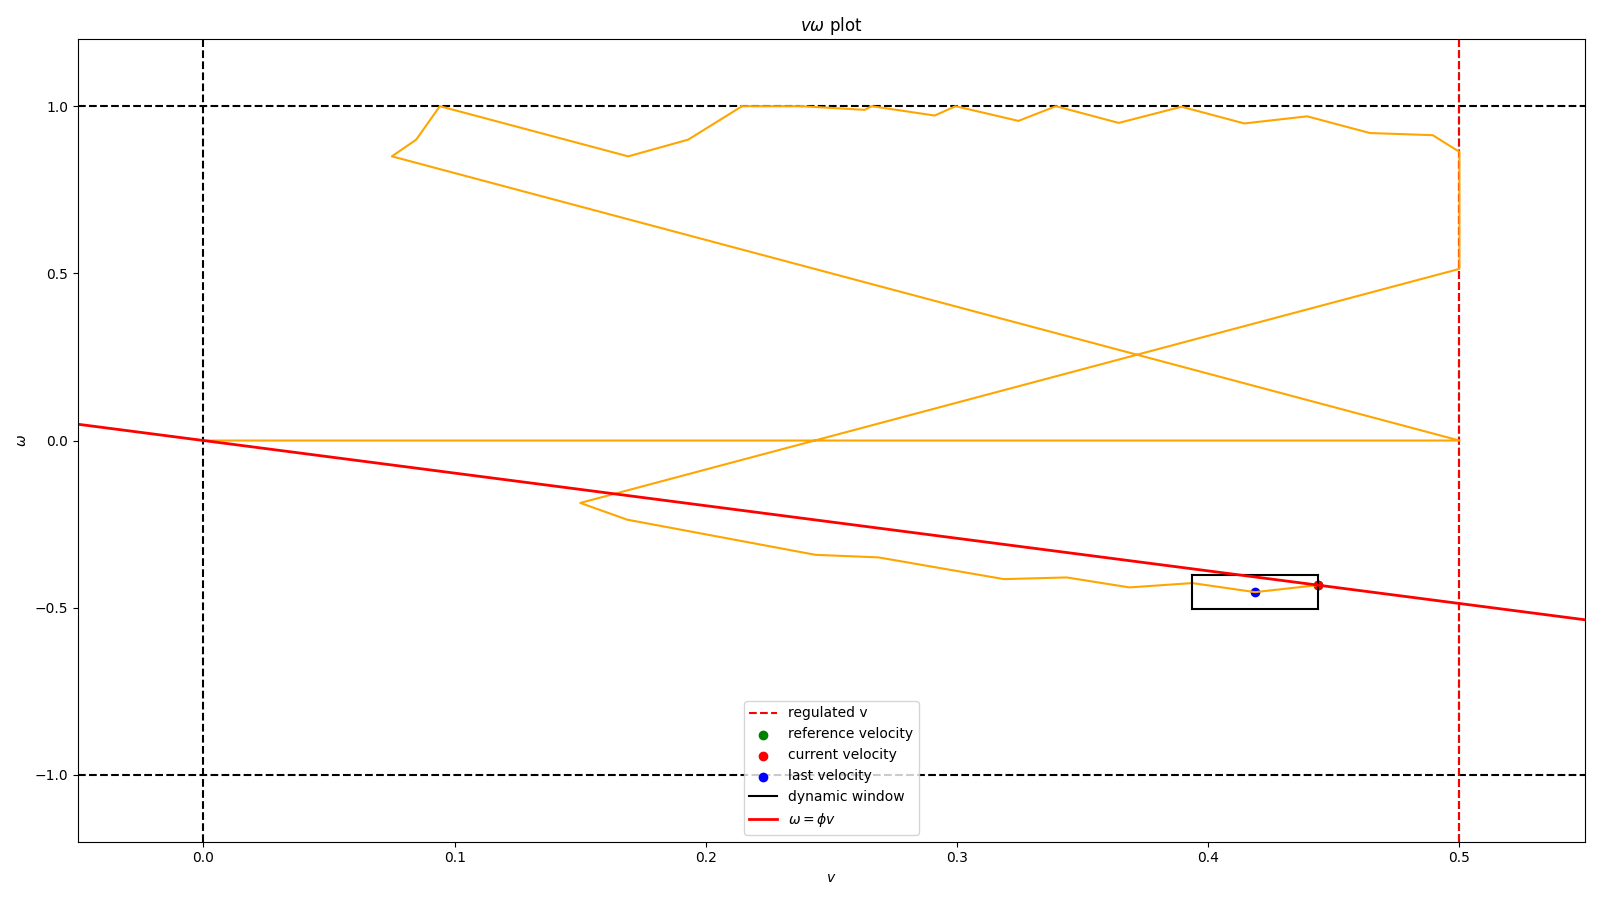 vω plot
1.0
0.5
0.0
−0.5
−1.0
ω
regulated v
reference velocity
current velocity
last velocity
dynamic window
ω = ϕv
0.0 0.1 0.2 0.3 0.4 0.5
v